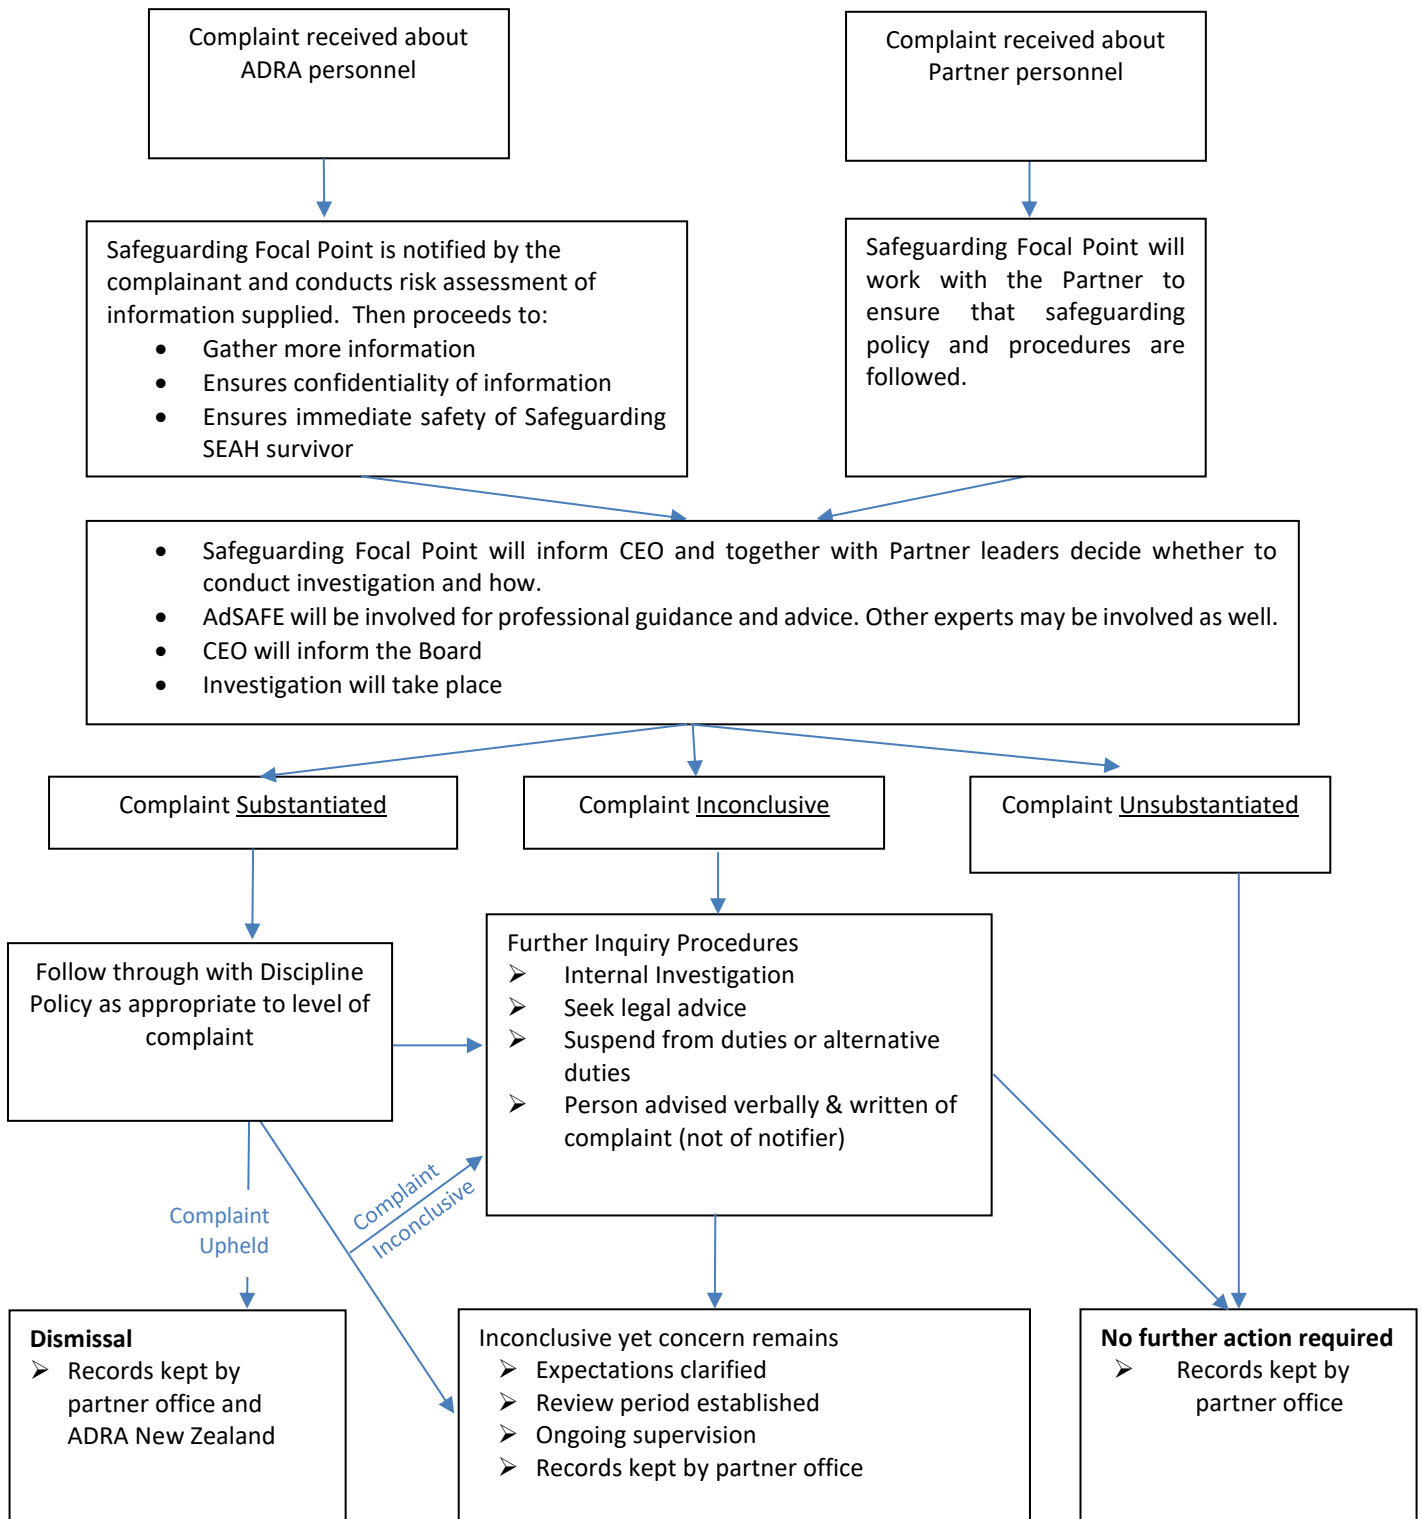 Complaint received about
ADRA personnel
Complaint received about
Partner personnel
Safeguarding Focal Point is notified by the
complainant and conducts risk assessment of
information supplied.  Then proceeds to:
• Gather more information
• Ensures confidentiality of information
• Ensures immediate safety of Safeguarding
SEAH survivor
Safeguarding Focal Point will
work with the Partner to
ensure that safeguarding
policy and procedures are
followed.
• Safeguarding Focal Point will inform CEO and together with Partner leaders decide whether to
conduct investigation and how.
• AdSAFE will be involved for professional guidance and advice. Other experts may be involved as well.
• CEO will inform the Board
• Investigation will take place
Complaint Substantiated
Complaint Inconclusive
Complaint Unsubstantiated
Follow through with Discipline
Policy as appropriate to level of
complaint
Further Inquiry Procedures
➢ Internal Investigation
➢ Seek legal advice
➢ Suspend from duties or alternative
duties
➢ Person advised verbally & written of
complaint (not of notifier)
Complaint
Upheld
Complaint
Inconclusive
Dismissal
➢ Records kept by
partner office and
ADRA New Zealand
Inconclusive yet concern remains
➢ Expectations clarified
➢ Review period established
➢ Ongoing supervision
➢ Records kept by partner office
No further action required
➢ Records kept by
partner office